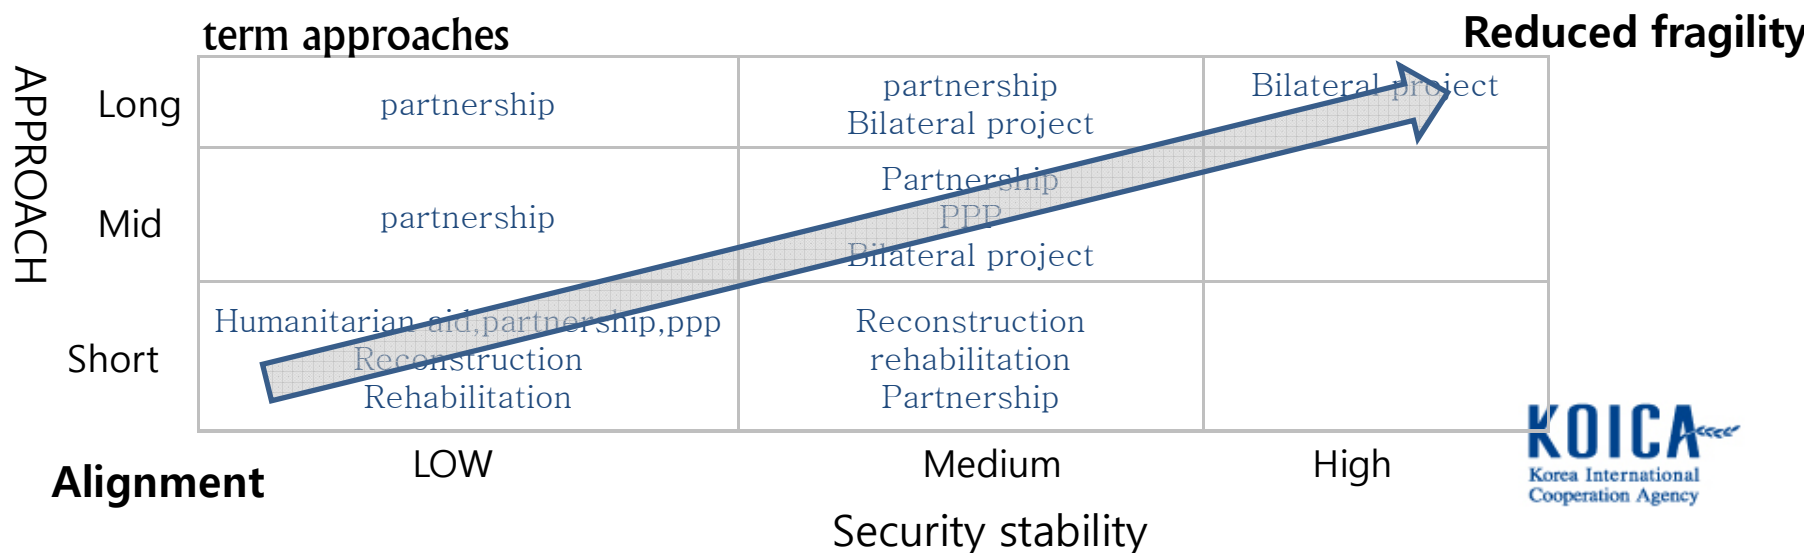 term approaches
Reduced fragility
APPROACH
Long
partnership
partnership
Bilateral project
Bilateral project
Mid
partnership
Partnership
PPP
Bilateral project
Short
Humanitarian aid,partnership,ppp
Reconstruction
Rehabilitation
Reconstruction
rehabilitation
Partnership
KOICA
Korea International
Cooperation Agency
Alignment
LOW
Medium
High
Security stability